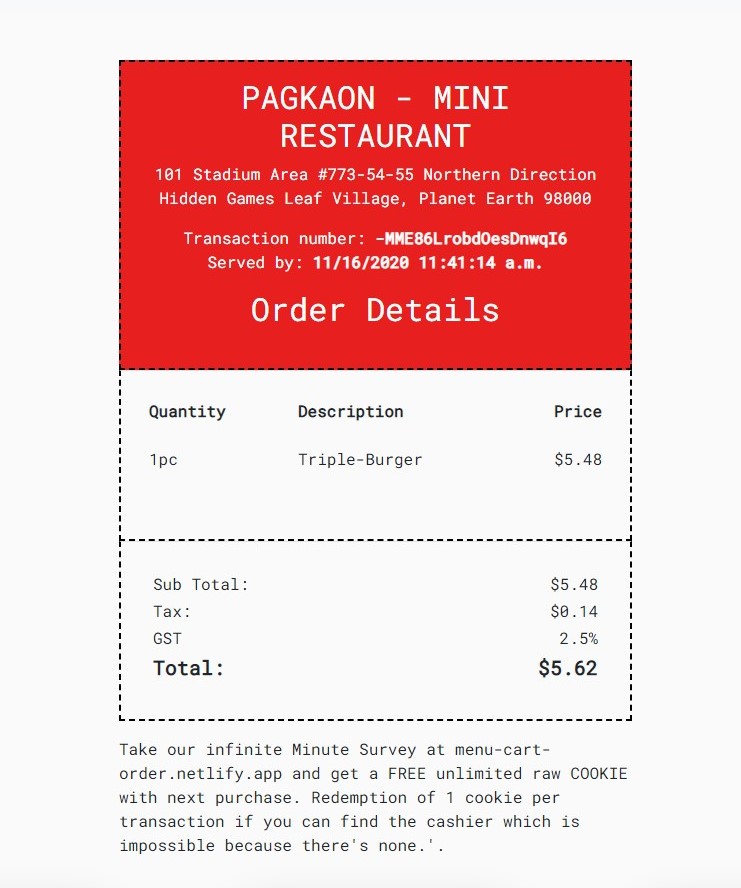 PAGKAON - MINI
RESTAURANT
101 Stadium Area #773-54-55 Northern Direction
Hidden Games Leaf Village, Planet Earth 98000
Transaction number: -MME86LrobdOesDnwqI6
Served by: 11/16/2020 11:41:14 a.m.
Order Details
Quantity Description Price
1pc Triple-Burger $5.48
Sub Total: $5.48
Tax: $0.14
GST 2.5%
Total: $5.62
Take our infinite Minute Survey at menu-cart-
order.netlify.app and get a FREE unlimited raw COOKIE
with next purchase. Redemption of 1 cookie per
transaction if you can find the cashier which is
impossible because there's none.'.